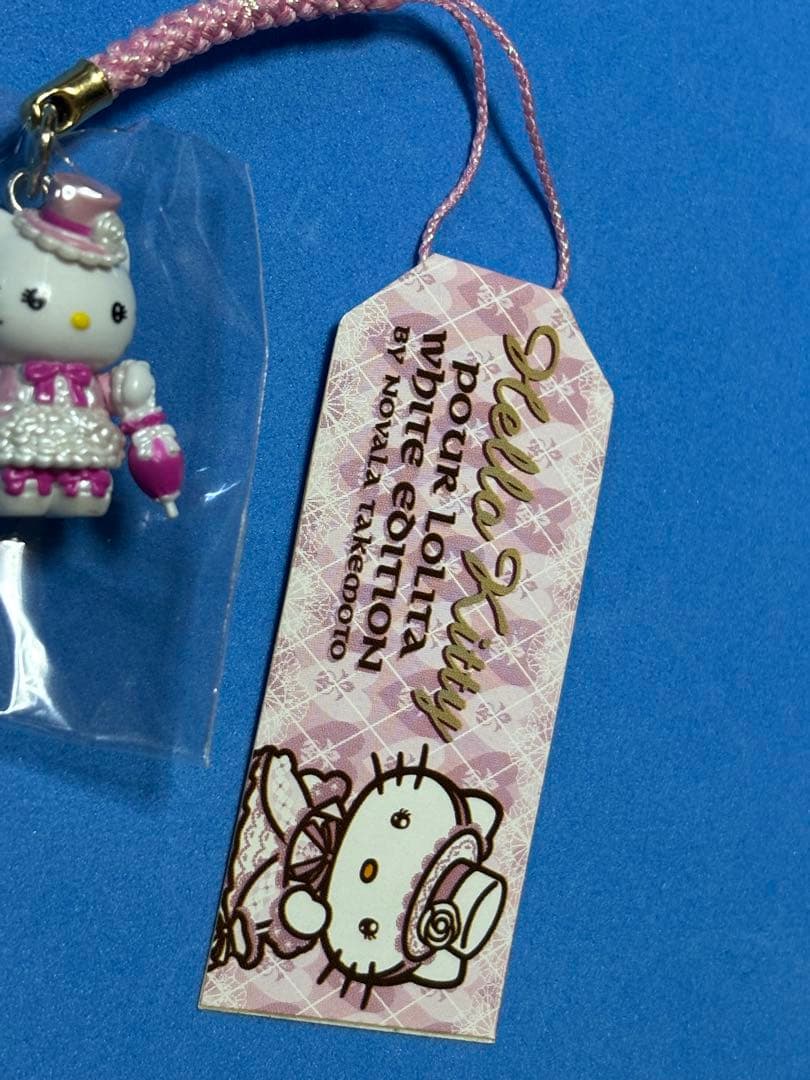 Hello Kitty
POUR LOLITA
WHITE EDITION
BY NOVALA TAKEMOTO